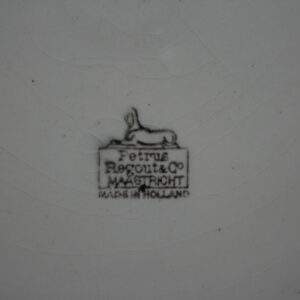 Petrus
Regout & Co
MAASTRICHT
MADE IN HOLLAND